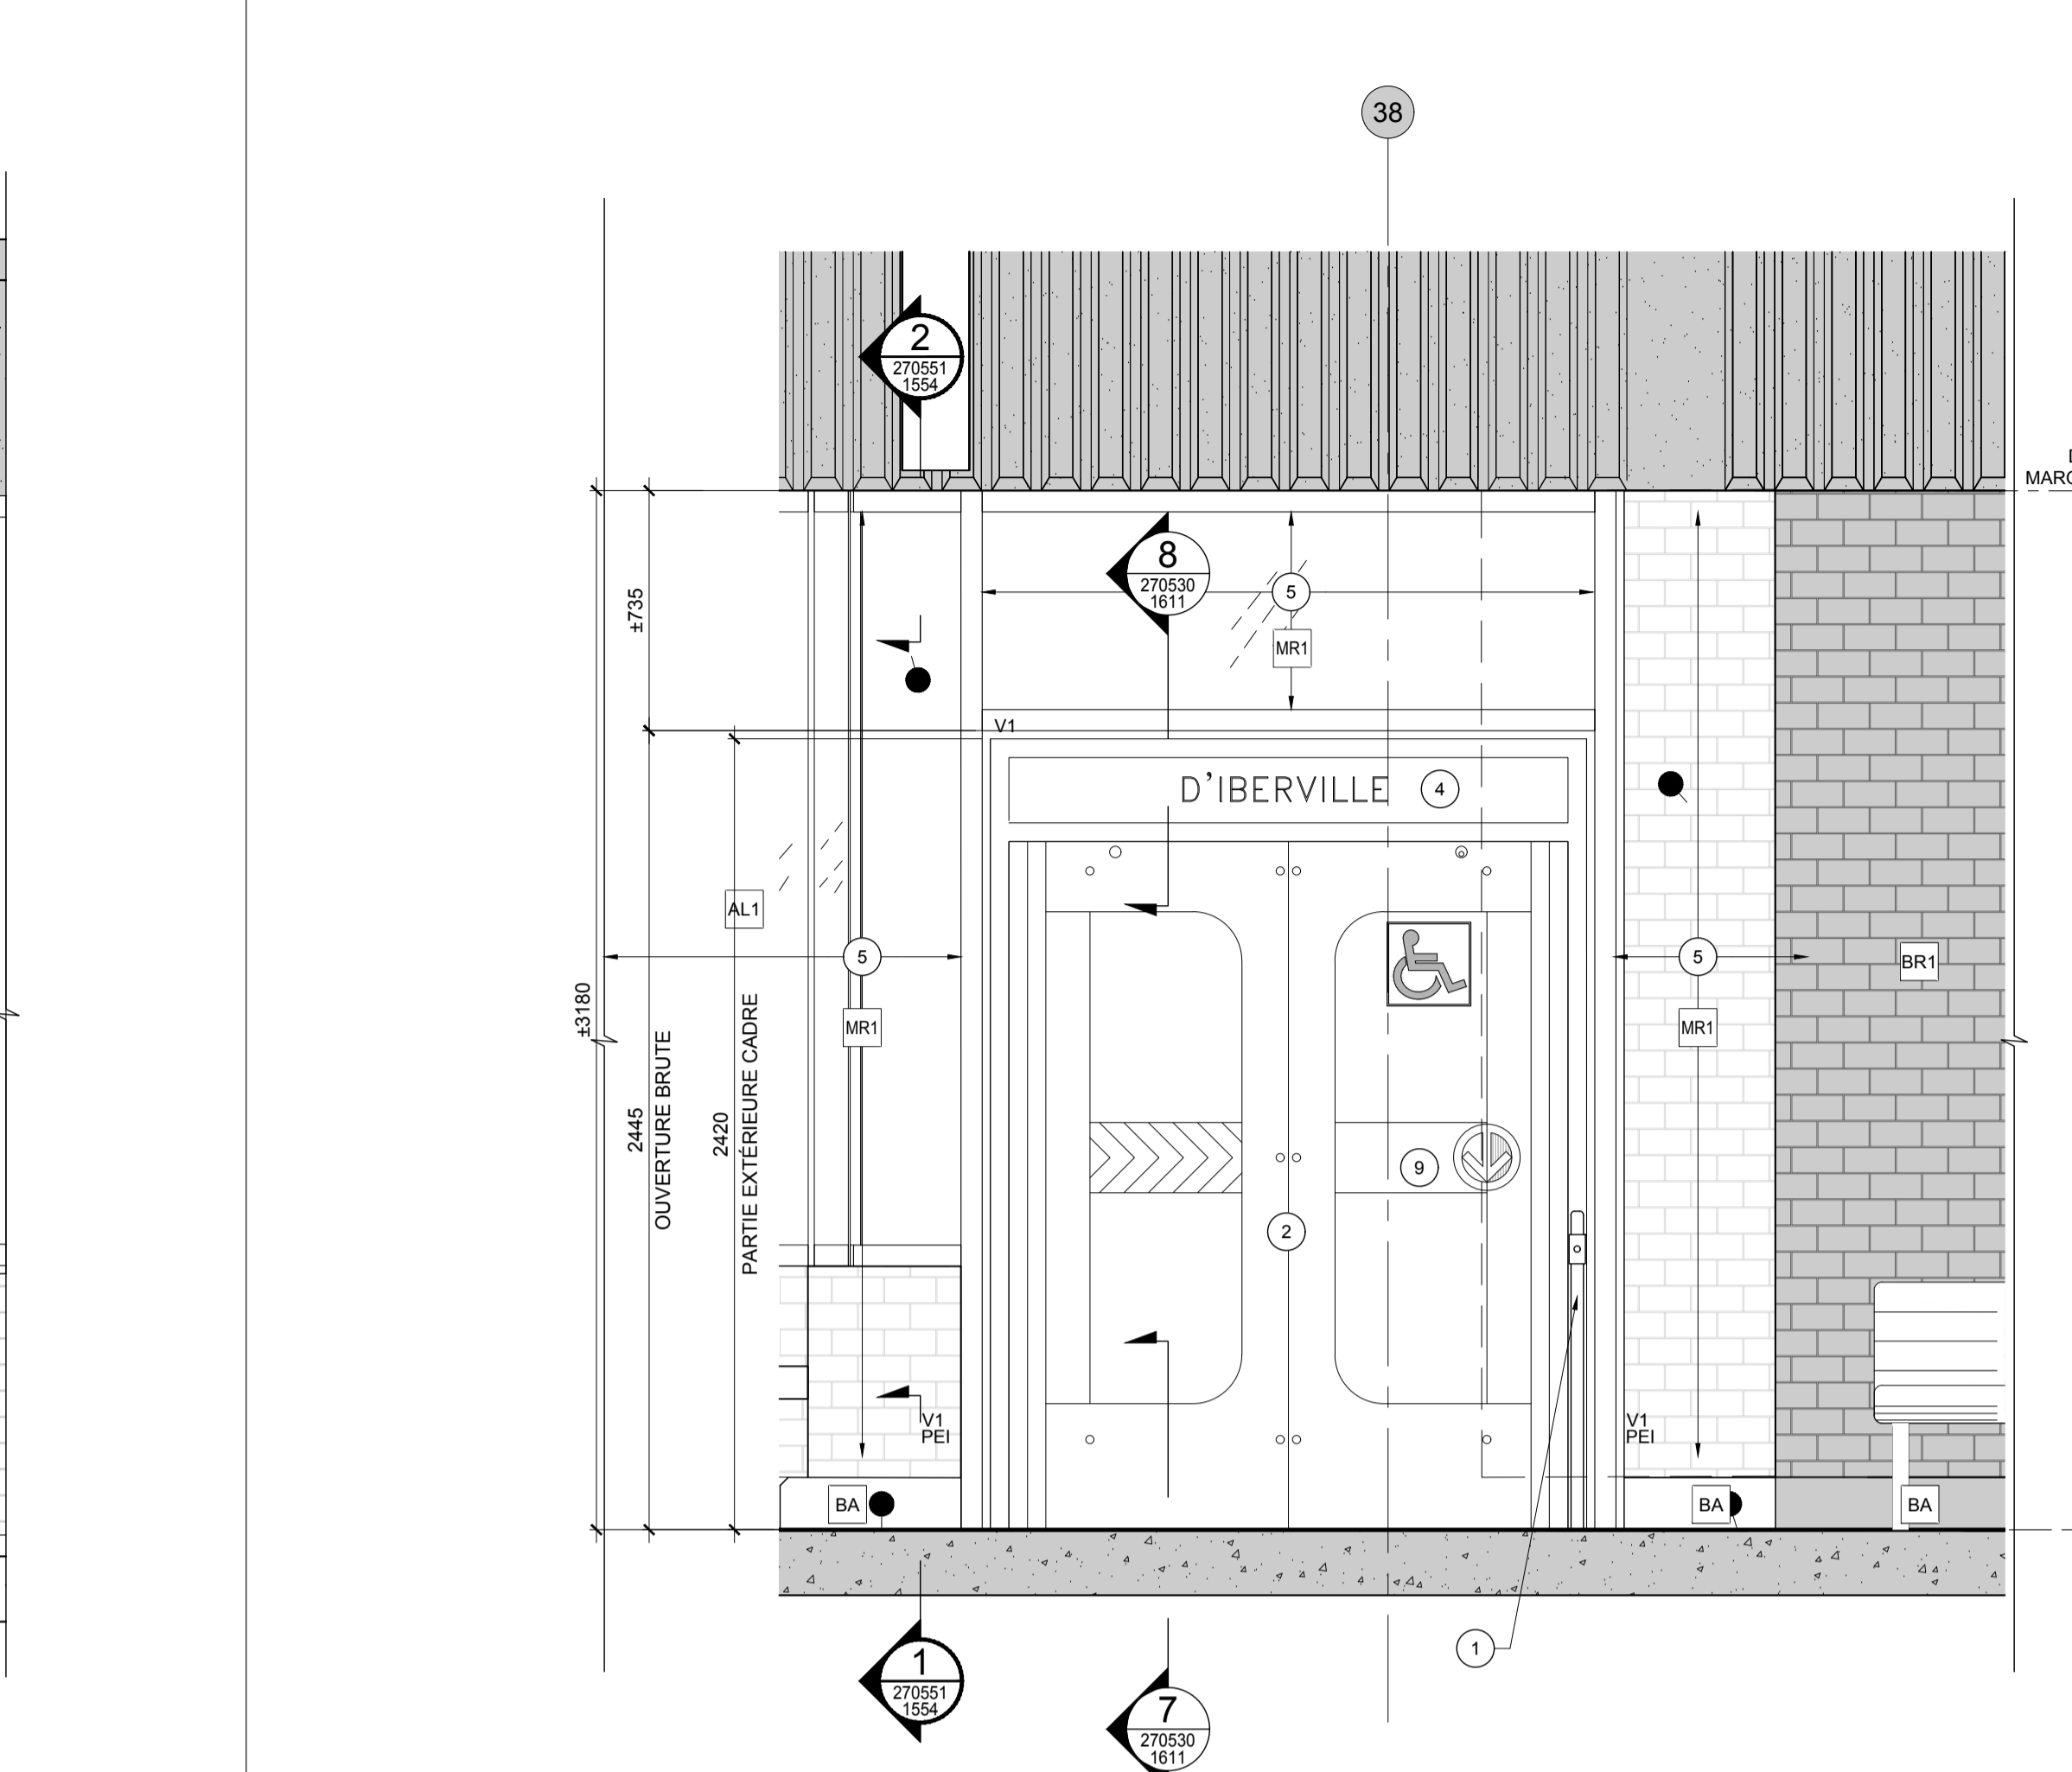 38
2
270551
1554
MARC
±735
8
270530
1611
5
MR1
V1
D'IBERVILLE
4
AL1
5
5
BR1
±3180
MR1
MR1
2445
OUVERTURE BRUTE
2420
PARTIE EXTÉRIEURE CADRE
9
2
V1
PEI
V1
PEI
BA
BA
BA
1
1
270551
1554
7
270530
1611